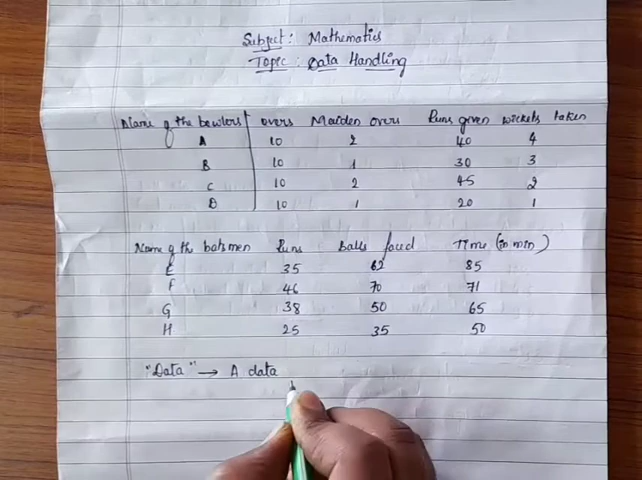 Subject: Mathematics
Topic: Data Handling
Name of the bowlers overs Maiden overs Runs given wickets taken
A 10 2 40 4
B 10 1 30 3
C 10 2 45 2
D 10 1 20 1
Name of the batsmen Runs Balls faced Time (in min)
E 35 62 85
F 46 70 71
G 38 50 65
H 25 35 50
"Data" → A data